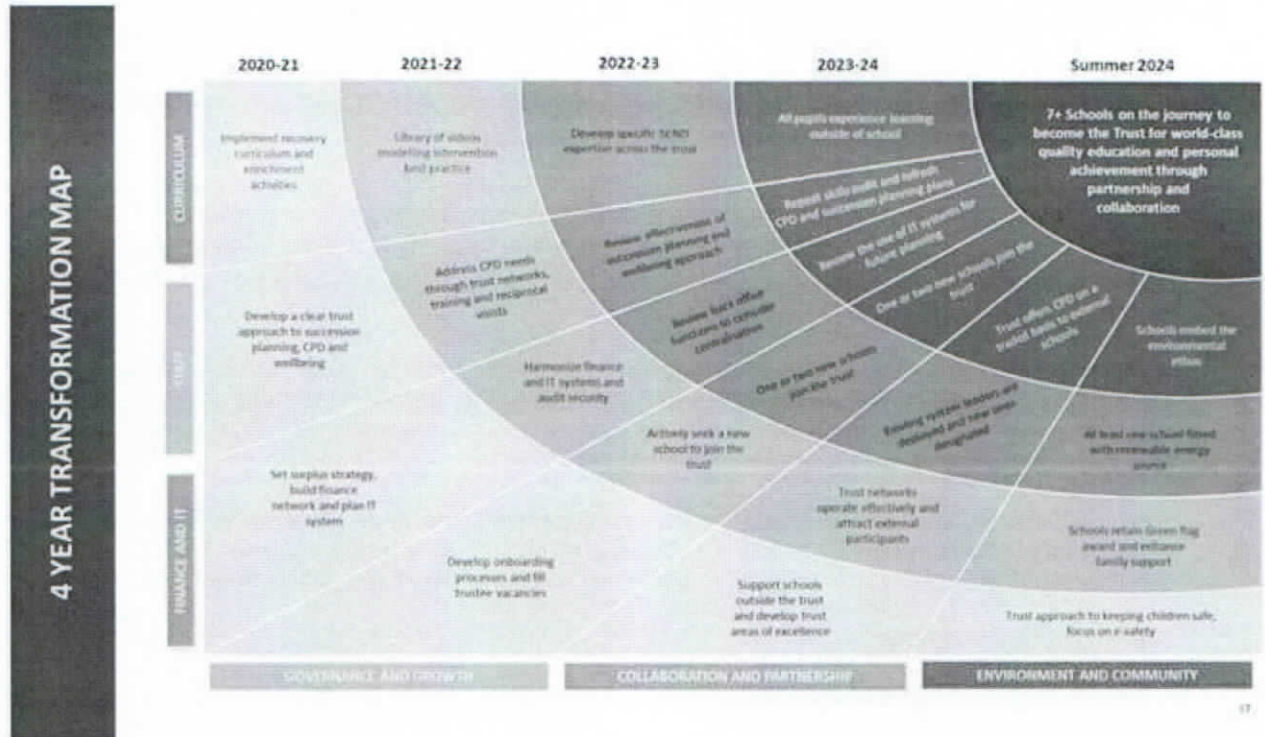 4 YEAR TRANSFORMATION MAP
2020-21
2021-22
2022-23
2023-24
Summer 2024
CURRICULUM
STAFF
FINANCE AND IT
Implement recovery
curriculum and
enrichment
activities
Library of videos
modelling intervention
best practice
Develop specific SEND
expertise across the trust
All pupils experience learning
outside of school
7+ Schools on the journey to
become the Trust for world-class
quality education and personal
achievement through
partnership and
collaboration
Develop a clear trust
approach to succession
planning, CPD and
wellbeing
Address CPD needs
through trust networks,
training and reciprocal
visists
Review effectiveness of
succession planning and
wellbeing approach
Repeat skills audit and refresh
CPD and succession planning plans
Set surplus strategy,
build finance
network and plan IT
system
Harmonize finance
and IT systems and
audit security
Review back office
functions to consider
centralisation
Review the use of IT systems for
future planning
Develop onboarding
processes and fill
trustee vacancies
Actively seek a new
school to join the
trust
One or two new schools
join the trust
One or two new schools join the
trust
Support schools
outside the trust
and develop trust
areas of excellence
Trust networks
operate effectively and
attract external
participants
Existing system leaders are
deployed and new ones
designated
Trust offers CPD on a
traded basis to external
schools
Trust approach to keeping children safe,
focus on e-safety
Schools retain Green flag
award and enhance
family support
At least one school fitted
with renewable energy
source
Schools embed the
environmental
ethos
GOVERNANCE AND GROWTH
COLLABORATION AND PARTNERSHIP
ENVIRONMENT AND COMMUNITY
17